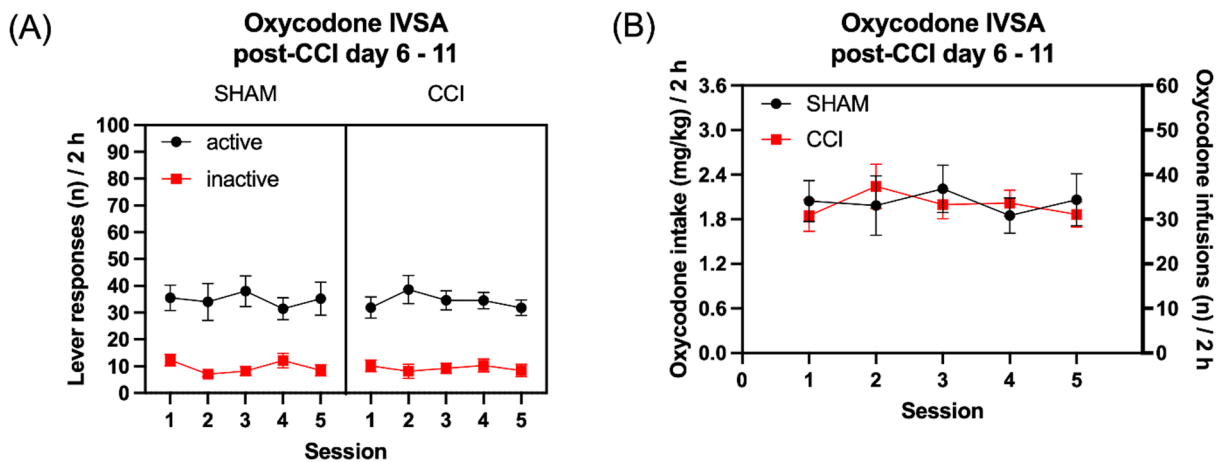 (A)
Oxycodone IVSA
post-CCI day 6 - 11
SHAM
CCI
active
inactive
Lever responses (n) / 2 h
100
90
80
70
60
50
40
30
20
10
0
1 2 3 4 5
1 2 3 4 5
Session
(B)
Oxycodone IVSA
post-CCI day 6 - 11
SHAM
CCI
Oxycodone intake (mg/kg) / 2 h
3.6
3.0
2.4
1.8
1.2
0.6
0.0
0 1 2 3 4 5
Session
60
50
40
30
20
10
0
Oxycodone infusions (n) / 2 h